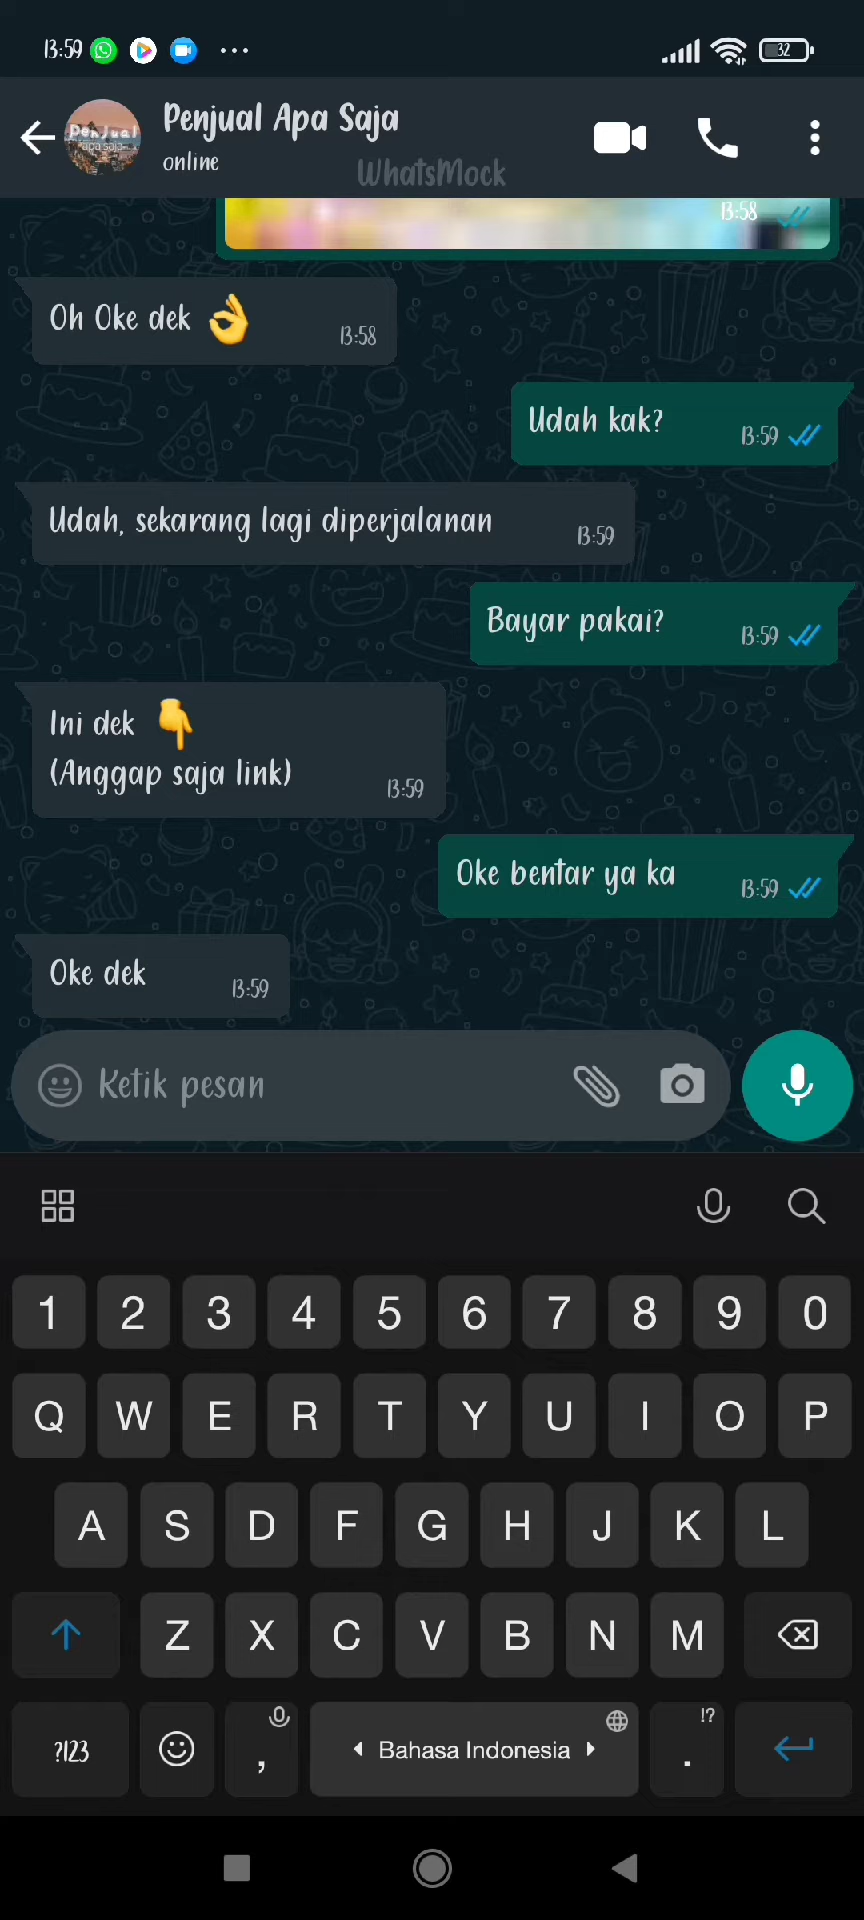 13:59
32
Penjual Apa Saja
Penjual
apa saja
online
WhatsMock
13:58
Oh Oke dek 👌
13:58
Udah kak?
13:59
Udah, sekarang lagi diperjalanan
13:59
Bayar pakai?
13:59
Ini dek 👇
(Anggap saja link)
13:59
Oke bentar ya ka
13:59
Oke dek
13:59
Ketik pesan
1 2 3 4 5 6 7 8 9 0
Q W E R T Y U I O P
A S D F G H J K L
Z X C V B N M
?123 , Bahasa Indonesia . !?